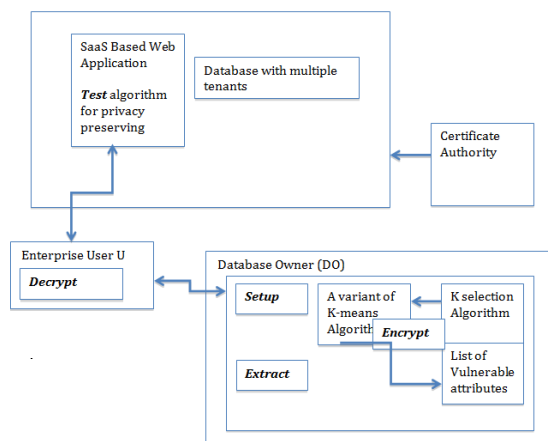 SaaS Based Web
Application
Test algorithm
for privacy
preserving
Database with multiple
tenants
Certificate
Authority
Enterprise User U
Decrypt
Database Owner (DO)
Setup
A variant of
K-means
Algorith
Encrypt
K selection
Algorithm
Extract
List of
Vulnerable
attributes